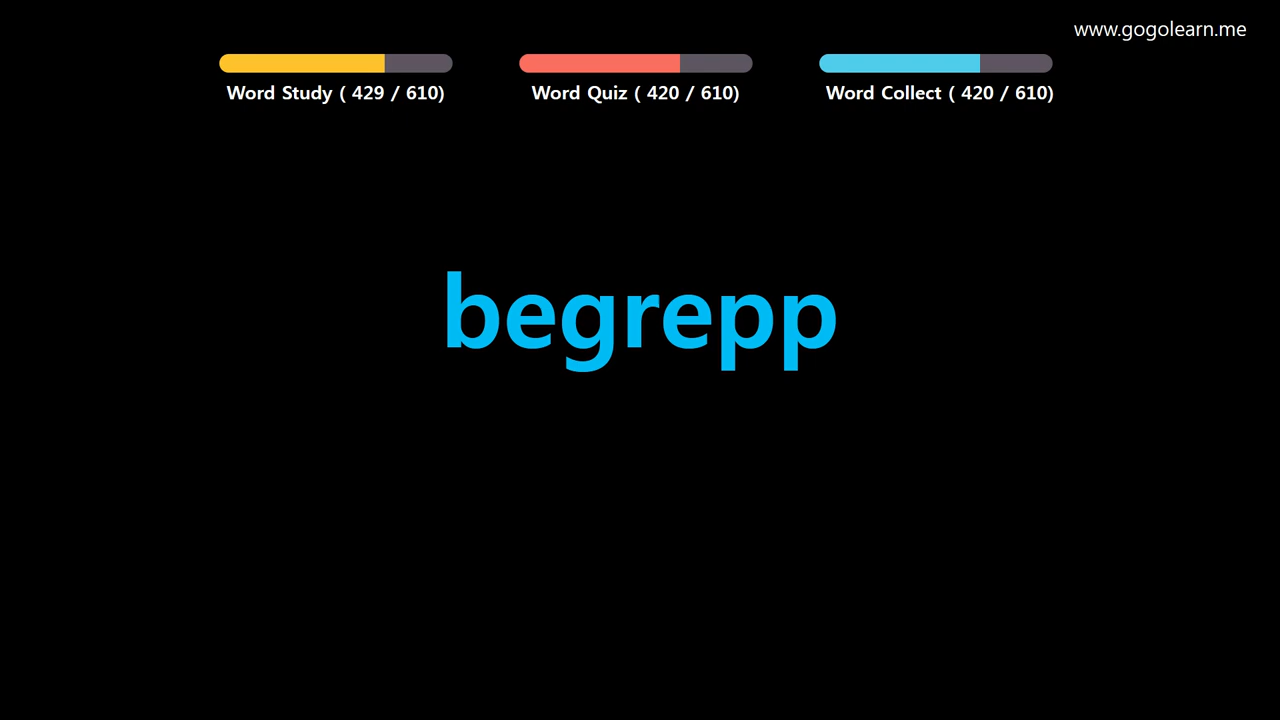 www.gogolearn.me
Word Study ( 429 / 610)
Word Quiz ( 420 / 610)
Word Collect ( 420 / 610)
begrepp